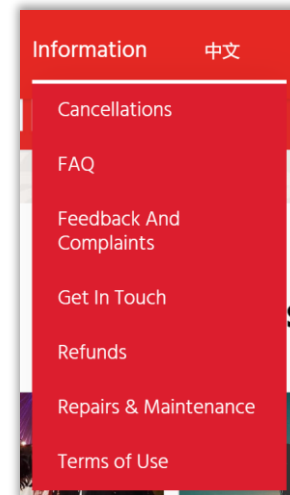 Information 中文
Cancellations
FAQ
Feedback And
Complaints
Get In Touch
Refunds
Repairs & Maintenance
Terms of Use